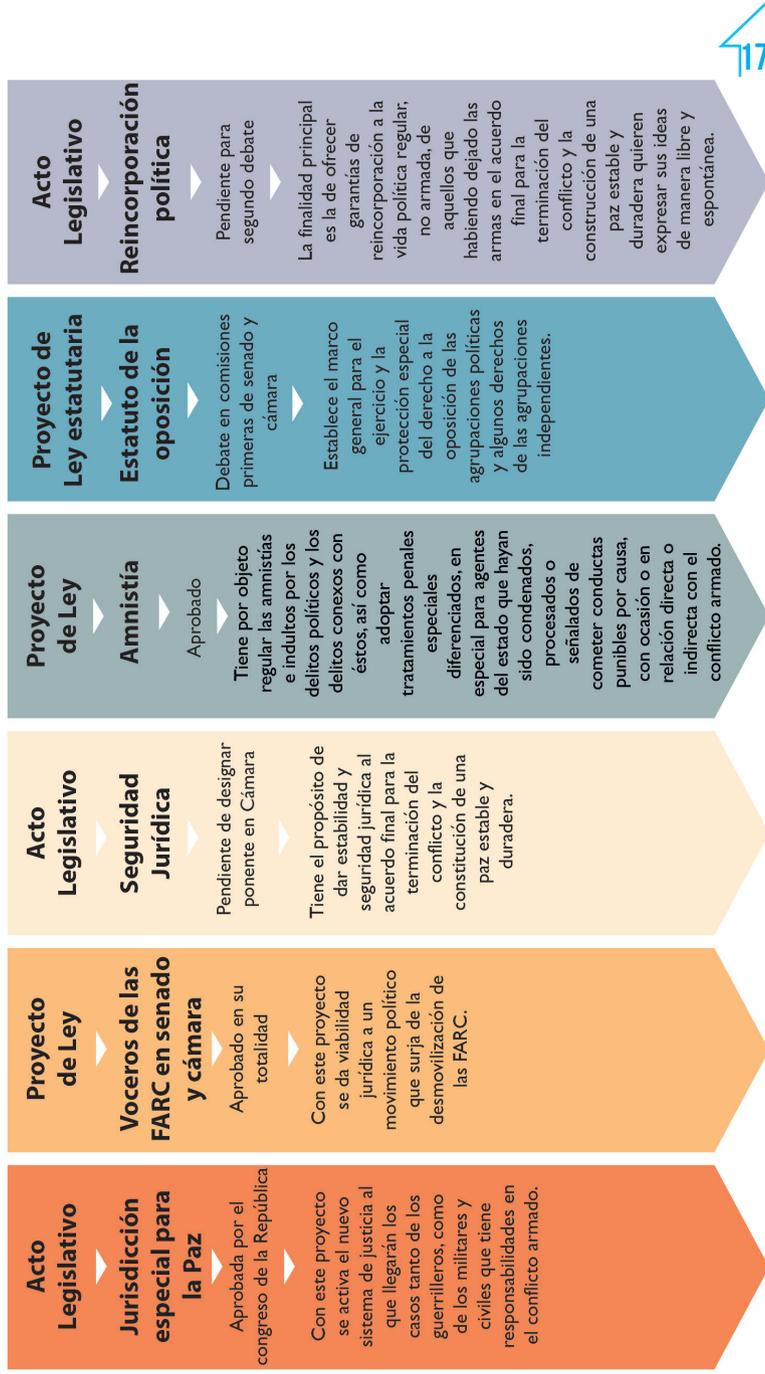 Acto
Legislativo
Jurisdicción
especial para
la Paz
Aprobada por el
congreso de la República
Con este proyecto
se activa el nuevo
sistema de justicia al
que llegarán los
casos tanto de los
guerrilleros, como
de los militares y
civiles que tiene
responsabilidades en
el conflicto armado.
Proyecto
de Ley
Voceros de las
FARC en senado
y cámara
Aprobado en su
totalidad
Con este proyecto
se da viabilidad
jurídica a un
movimiento político
que surja de la
desmovilización de
las FARC.
Acto
Legislativo
Seguridad
Jurídica
Pendiente de designar
ponente en Cámara
Tiene el propósito de
dar estabilidad y
seguridad jurídica al
acuerdo final para la
terminación del
conflicto y la
constitución de una
paz estable y
duradera.
Proyecto
de Ley
Amnistía
Aprobado
Tiene por objeto
regular las amnistías
e indultos por los
delitos políticos y los
delitos conexos con
éstos, así como
adoptar
tratamientos penales
especiales
diferenciados, en
especial para agentes
del estado que hayan
sido condenados,
procesados o
señalados de
cometer conductas
punibles por causa,
con ocasión o en
relación directa o
indirecta con el
conflicto armado.
Proyecto de
Ley estatutaria
Estatuto de la
oposición
Debate en comisiones
primeras de senado y
cámara
Establece el marco
general para el
ejercicio y la
protección especial
del derecho a la
oposición de las
agrupaciones políticas
y algunos derechos
de las agrupaciones
independientes.
Acto
Legislativo
Reincorporación
política
Pendiente para
segundo debate
La finalidad principal
es la de ofrecer
garantías de
reincorporación a la
vida política regular,
no armada, de
aquellos que
habiendo dejado las
armas en el acuerdo
final para la
terminación del
conflicto y la
construcción de una
paz estable y
duradera quieren
expresar sus ideas
de manera libre y
espontánea.
17